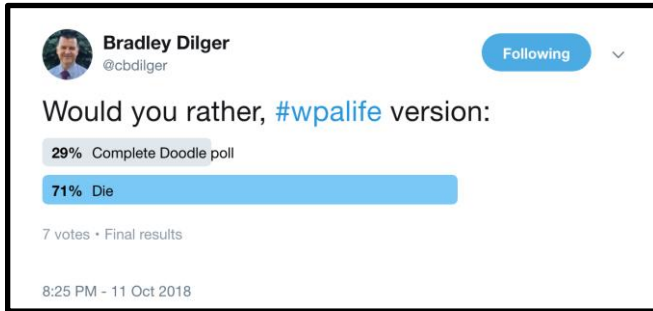 Bradley Dilger
@cbdilger
Following
Would you rather, #wpalife version:
29% Complete Doodle poll
71% Die
7 votes • Final results
8:25 PM - 11 Oct 2018